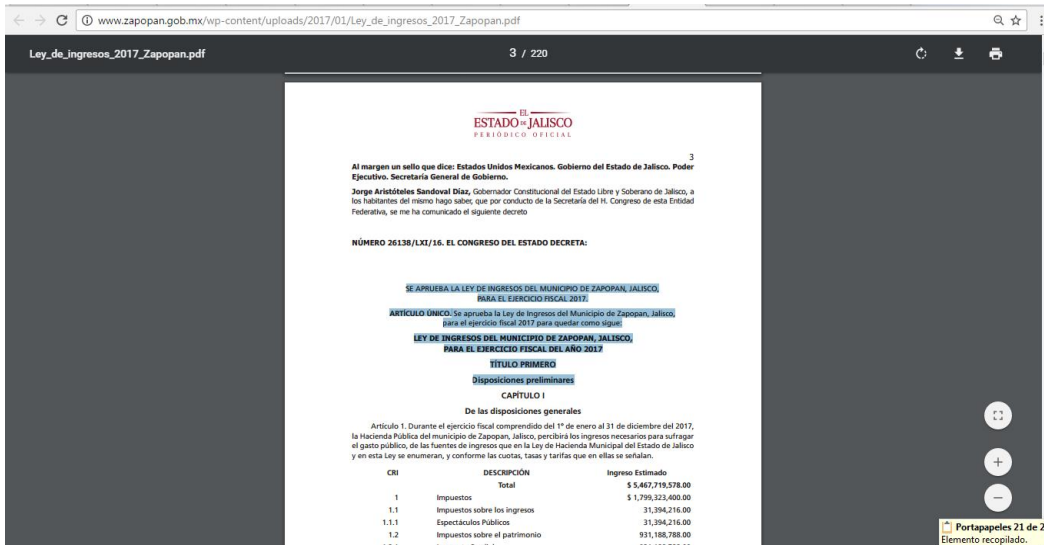 www.zapopan.gob.mx/wp-content/uploads/2017/01/Ley_de_ingresos_2017_Zapopan.pdf
Ley_de_ingresos_2017_Zapopan.pdf
3 / 220
EL
ESTADO DE JALISCO
PERIÓDICO OFICIAL
3
Al margen un sello que dice: Estados Unidos Mexicanos. Gobierno del Estado de Jalisco. Poder
Ejecutivo. Secretaría General de Gobierno.
Jorge Aristóteles Sandoval Díaz, Gobernador Constitucional del Estado Libre y Soberano de Jalisco, a
los habitantes del mismo hago saber, que por conducto de la Secretaría del H. Congreso de esta Entidad
Federativa, se me ha comunicado el siguiente decreto
NÚMERO 26138/LXI/16. EL CONGRESO DEL ESTADO DECRETA:
SE APRUEBA LA LEY DE INGRESOS DEL MUNICIPIO DE ZAPOPAN, JALISCO,
PARA EL EJERCICIO FISCAL 2017.
ARTÍCULO ÚNICO. Se aprueba la Ley de Ingresos del Municipio de Zapopan, Jalisco,
para el ejercicio fiscal 2017 para quedar como sigue:
LEY DE INGRESOS DEL MUNICIPIO DE ZAPOPAN, JALISCO,
PARA EL EJERCICIO FISCAL DEL AÑO 2017
TÍTULO PRIMERO
Disposiciones preliminares
CAPÍTULO I
De las disposiciones generales
Artículo 1. Durante el ejercicio fiscal comprendido del 1º de enero al 31 de diciembre del 2017,
la Hacienda Pública del municipio de Zapopan, Jalisco, percibirá los ingresos necesarios para sufragar
el gasto público, de las fuentes de ingresos que en la Ley de Hacienda Municipal del Estado de Jalisco
y en esta Ley se enumeran, y conforme las cuotas, tasas y tarifas que en ellas se señalan.
CRI DESCRIPCIÓN Ingreso Estimado
Total $ 5,467,719,578.00
1 Impuestos $ 1,799,323,400.00
1.1 Impuestos sobre los ingresos 31,394,216.00
1.1.1 Espectáculos Públicos 31,394,216.00
1.2 Impuestos sobre el patrimonio 931,188,788.00
Portapapeles 21 de 2
Elemento recopilado.